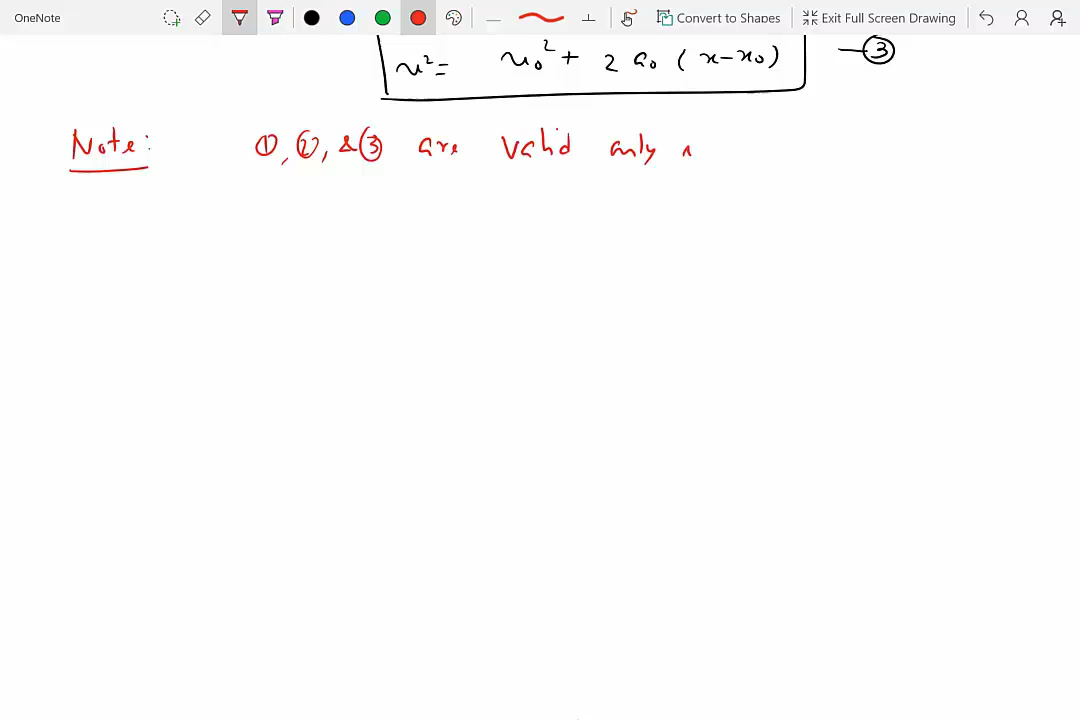 OneNote Convert to Shapes Exit Full Screen Drawing
v² = v₀² + 2 a₀ (x-x₀) — ③
Note: ①, ②, & ③ are valid only